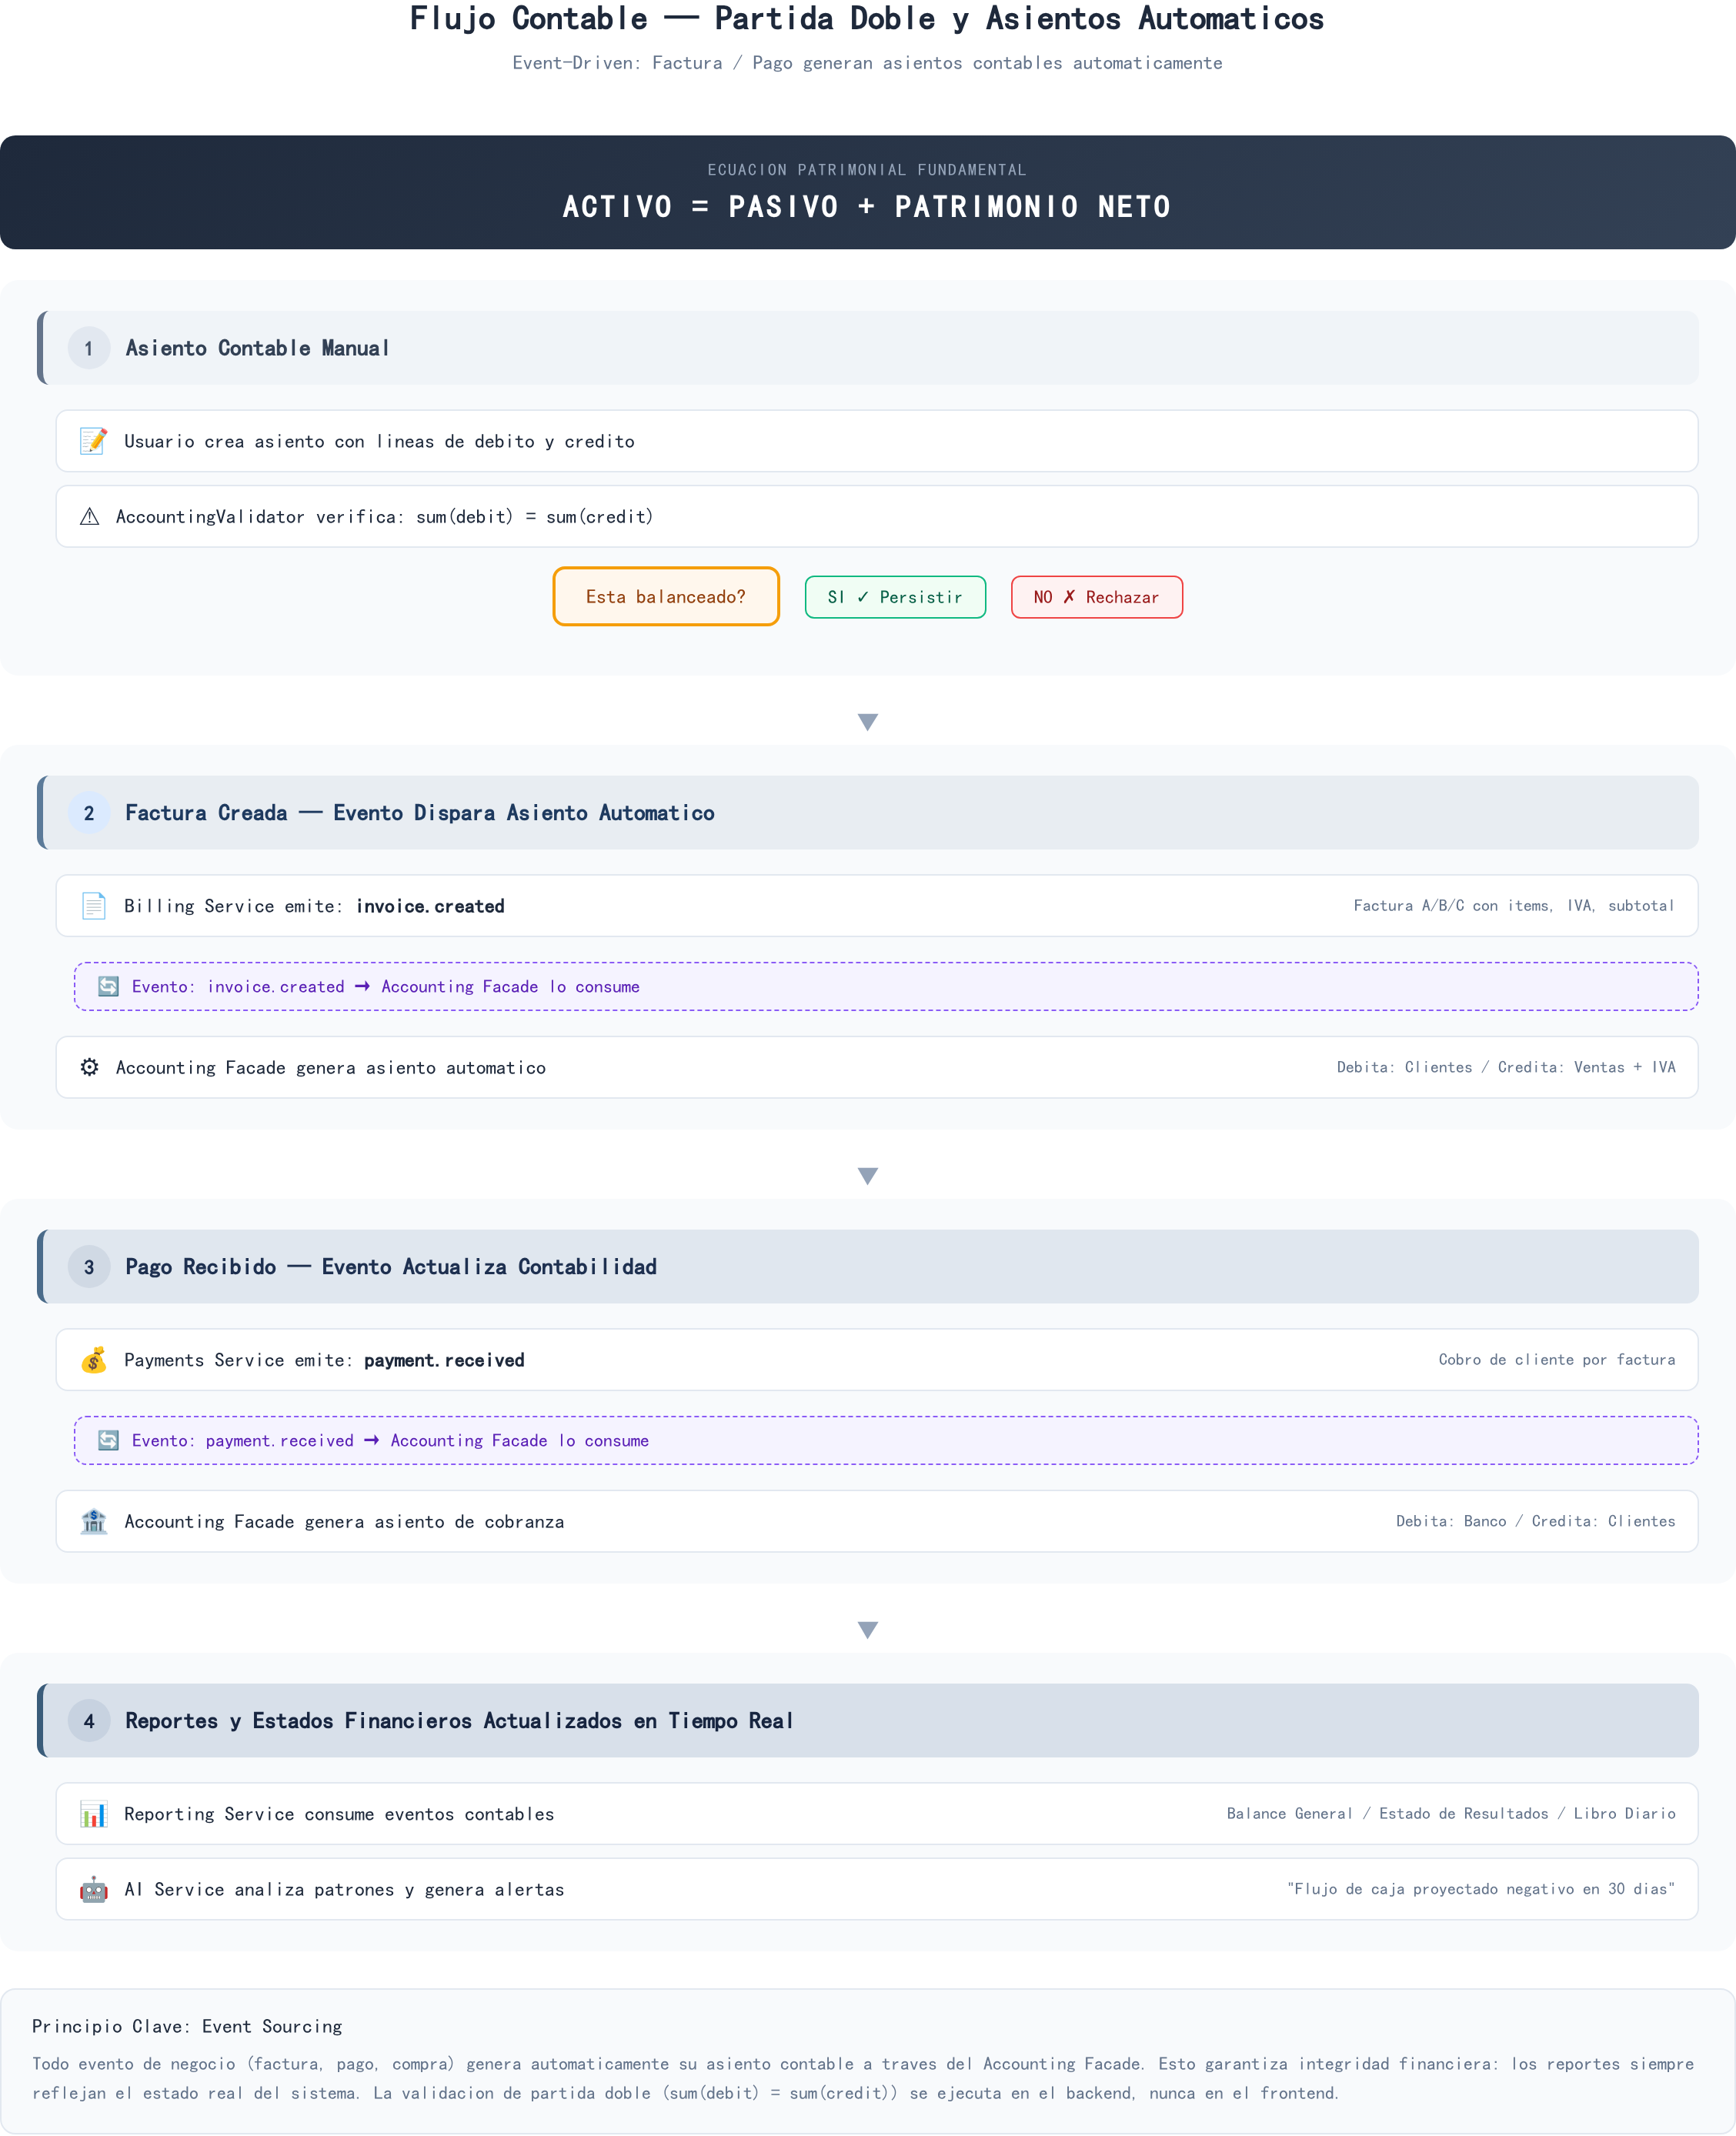 Flujo Contable — Partida Doble y Asientos Automaticos
Event-Driven: Factura / Pago generan asientos contables automaticamente
ECUACION PATRIMONIAL FUNDAMENTAL
ACTIVO = PASIVO + PATRIMONIO NETO
1 Asiento Contable Manual
Usuario crea asiento con lineas de debito y credito
AccountingValidator verifica: sum(debit) = sum(credit)
Esta balanceado? SI ✓ Persistir NO ✗ Rechazar
2 Factura Creada — Evento Dispara Asiento Automatico
Billing Service emite: invoice.created Factura A/B/C con items, IVA, subtotal
Evento: invoice.created → Accounting Facade lo consume
Accounting Facade genera asiento automatico Debita: Clientes / Credita: Ventas + IVA
3 Pago Recibido — Evento Actualiza Contabilidad
Payments Service emite: payment.received Cobro de cliente por factura
Evento: payment.received → Accounting Facade lo consume
Accounting Facade genera asiento de cobranza Debita: Banco / Credita: Clientes
4 Reportes y Estados Financieros Actualizados en Tiempo Real
Reporting Service consume eventos contables Balance General / Estado de Resultados / Libro Diario
AI Service analiza patrones y genera alertas "Flujo de caja proyectado negativo en 30 dias"
Principio Clave: Event Sourcing
Todo evento de negocio (factura, pago, compra) genera automaticamente su asiento contable a traves del Accounting Facade. Esto garantiza integridad financiera: los reportes siempre
reflejan el estado real del sistema. La validacion de partida doble (sum(debit) = sum(credit)) se ejecuta en el backend, nunca en el frontend.